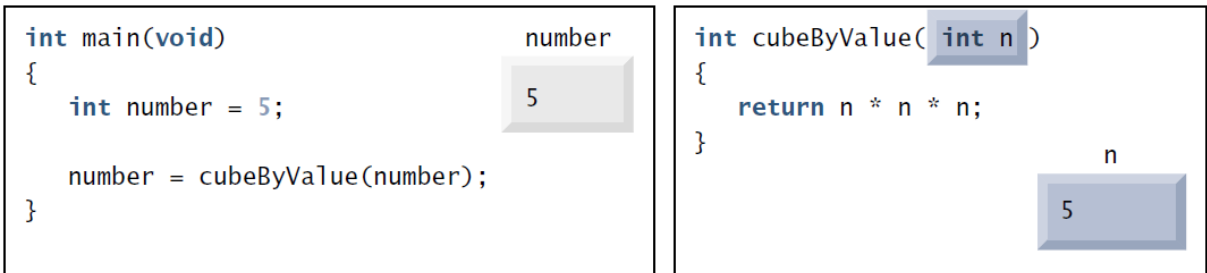 int main(void)
{
int number = 5;
number = cubeByValue(number);
}
number
5
int cubeByValue( int n )
{
return n * n * n;
}
n
5